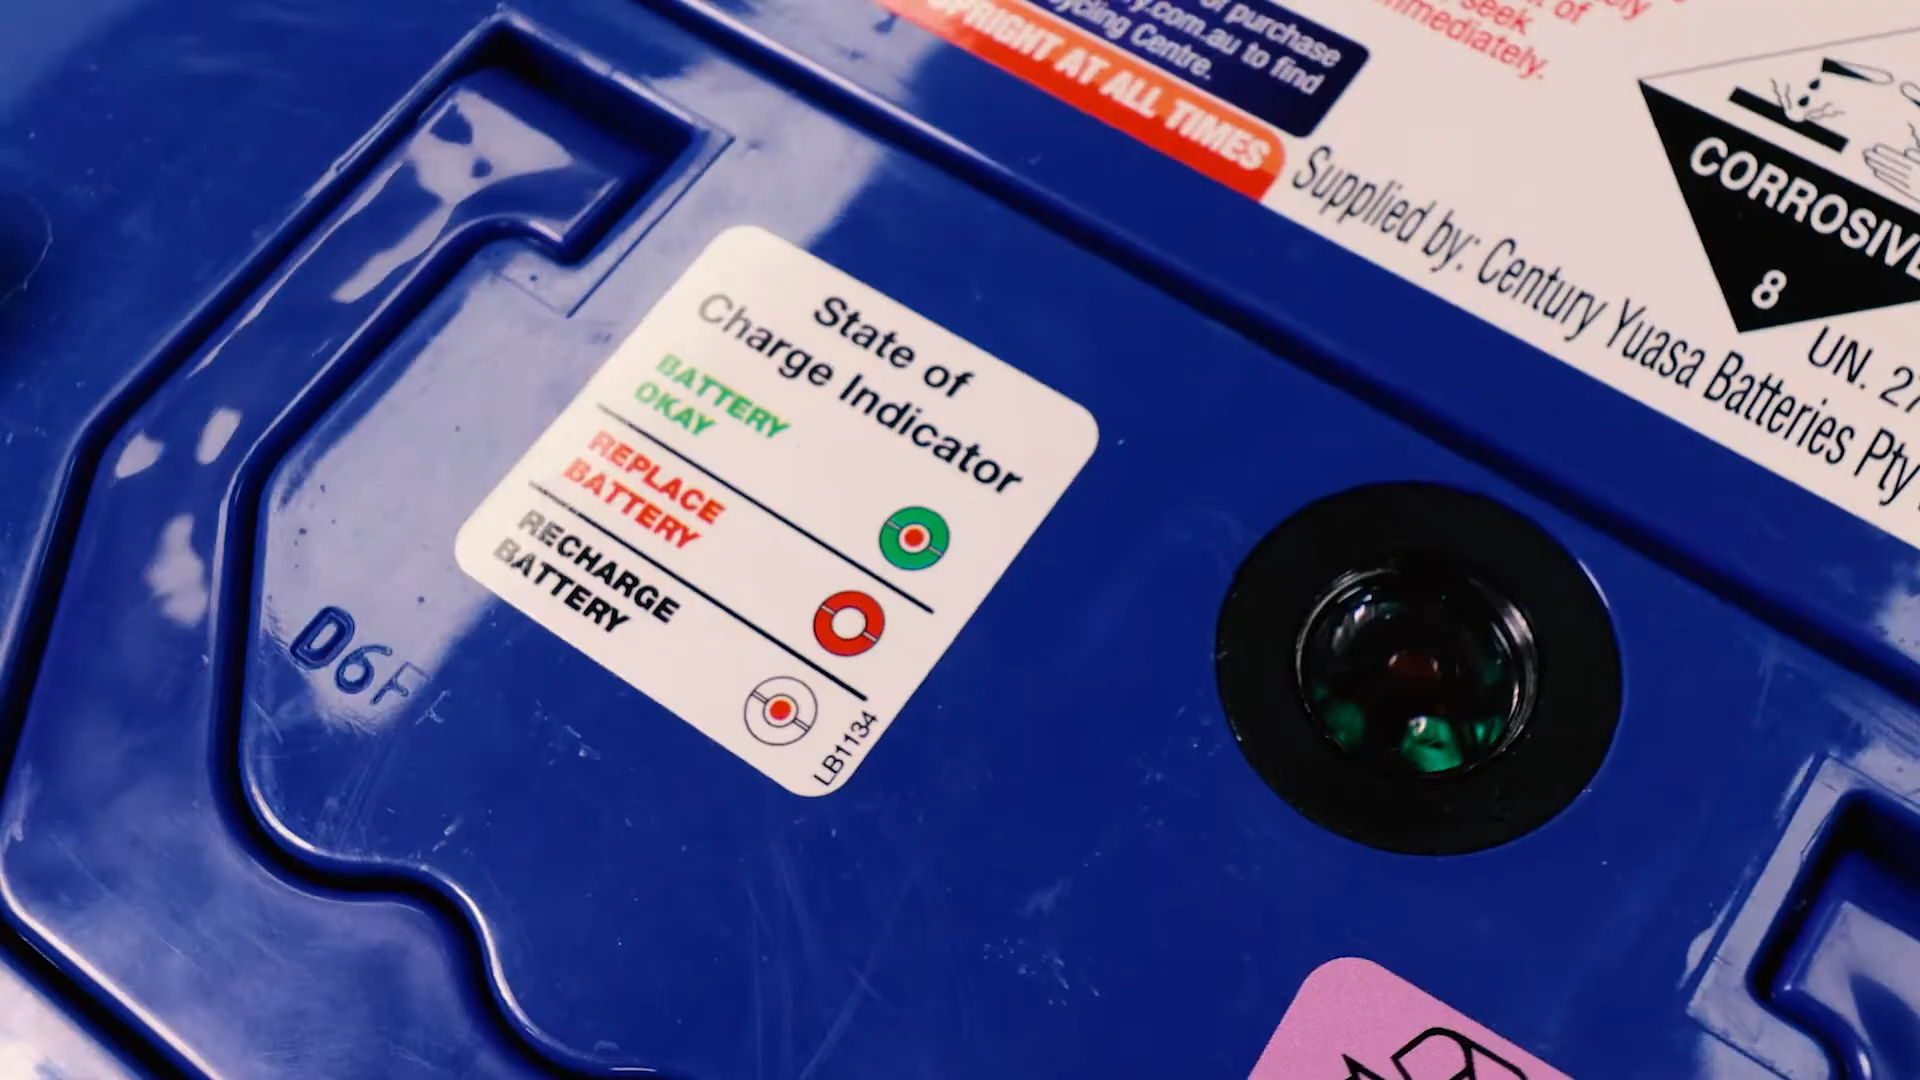 of purchase
.com.au to find
cycling Centre.
UPRIGHT AT ALL TIMES
seek
immediately.
CORROSIVE
8
Supplied by: Century Yuasa Batteries Pty
UN. 27
State of
Charge Indicator
BATTERY
OKAY
REPLACE
BATTERY
RECHARGE
BATTERY
LB1134
D6F